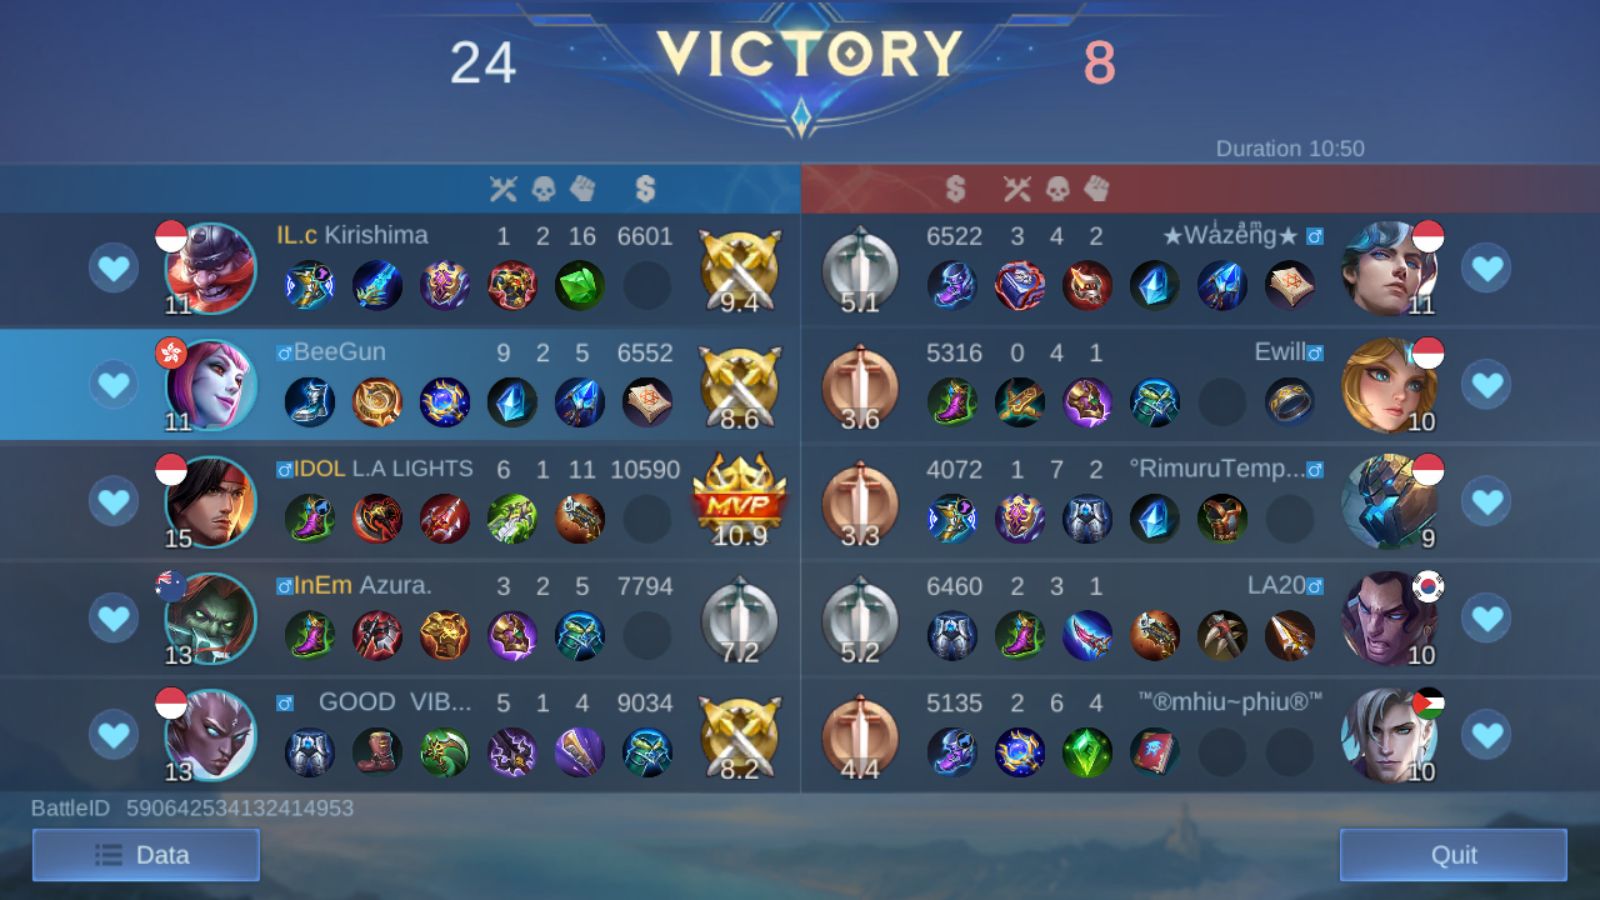 24 VICTORY 8
Duration 10:50
IL.c Kirishima 1 2 16 6601
11 9.4
6522 3 4 2
5.1 11
BeeGun 9 2 5 6552
11 8.6
5316 0 4 1 Ewill
3.6 10
IDOL L.A LIGHTS 6 1 11 10590
MVP
15 10.9
4072 1 7 2 °RimuruTemp...
3.3 9
InEm Azura. 3 2 5 7794
13 7.2
6460 2 3 1 LA20
5.2 10
GOOD VIB... 5 1 4 9034
13 8.2
5135 2 6 4 ™®mhiu~phiu®™
4.4 10
BattleID 590642534132414953
Data
Quit